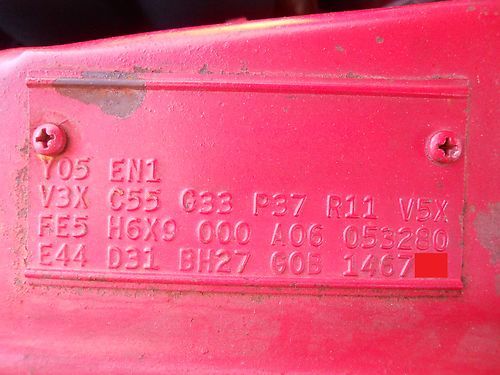 Y05 EN1
V3X C55 G33 P37 R11 V5X
FE5 H6X9 000 A06 053280
E44 D31 BH27 G0B 1467